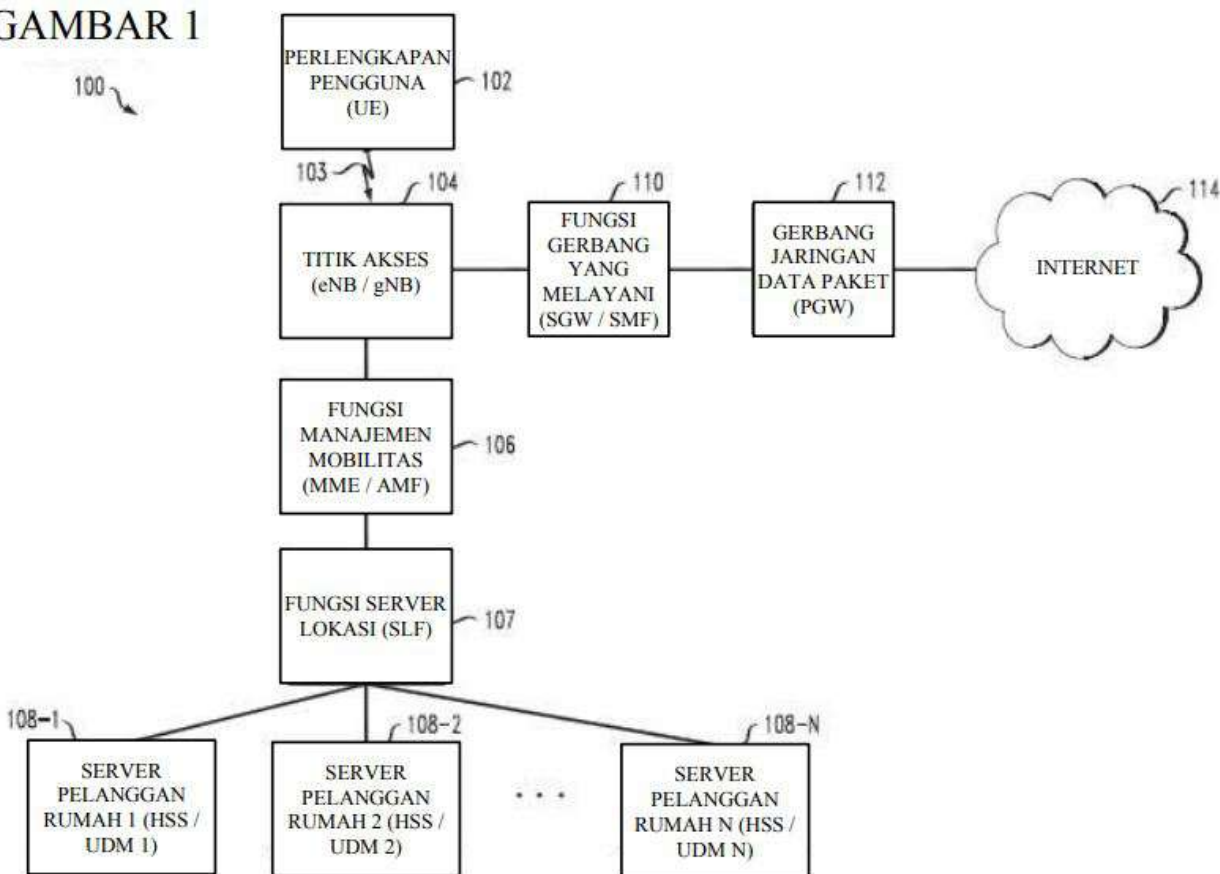 GAMBAR 1
100
PERLENGKAPAN
PENGGUNA
(UE)
102
103
104
TITIK AKSES
(eNB / gNB)
110
FUNGSI
GERBANG
YANG
MELAYANI
(SGW / SMF)
112
GERBANG
JARINGAN
DATA PAKET
(PGW)
114
INTERNET
FUNGSI
MANAJEMEN
MOBILITAS
(MME / AMF)
106
FUNGSI SERVER
LOKASI (SLF)
107
108-1
SERVER
PELANGGAN
RUMAH 1 (HSS /
UDM 1)
108-2
SERVER
PELANGGAN
RUMAH 2 (HSS /
UDM 2)
. . .
108-N
SERVER
PELANGGAN
RUMAH N (HSS /
UDM N)